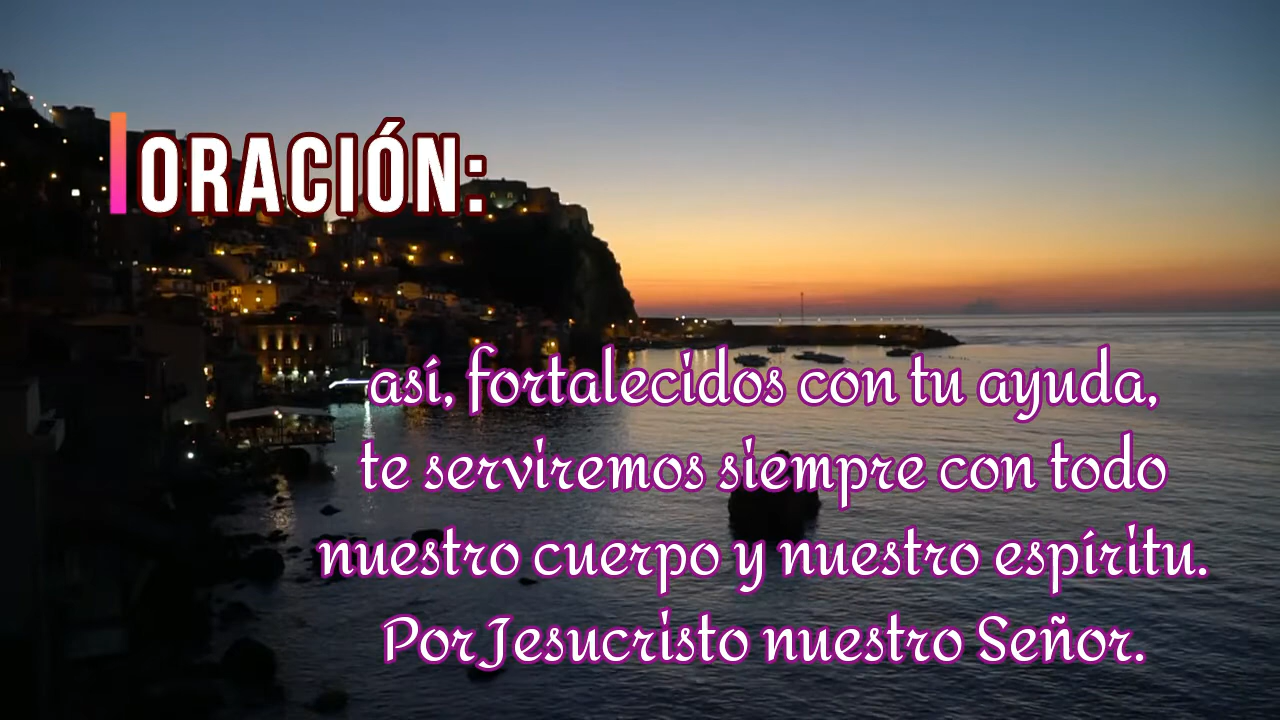 ORACIÓN:
así, fortalecidos con tu ayuda,
te serviremos siempre con todo
nuestro cuerpo y nuestro espíritu.
Por Jesucristo nuestro Señor.